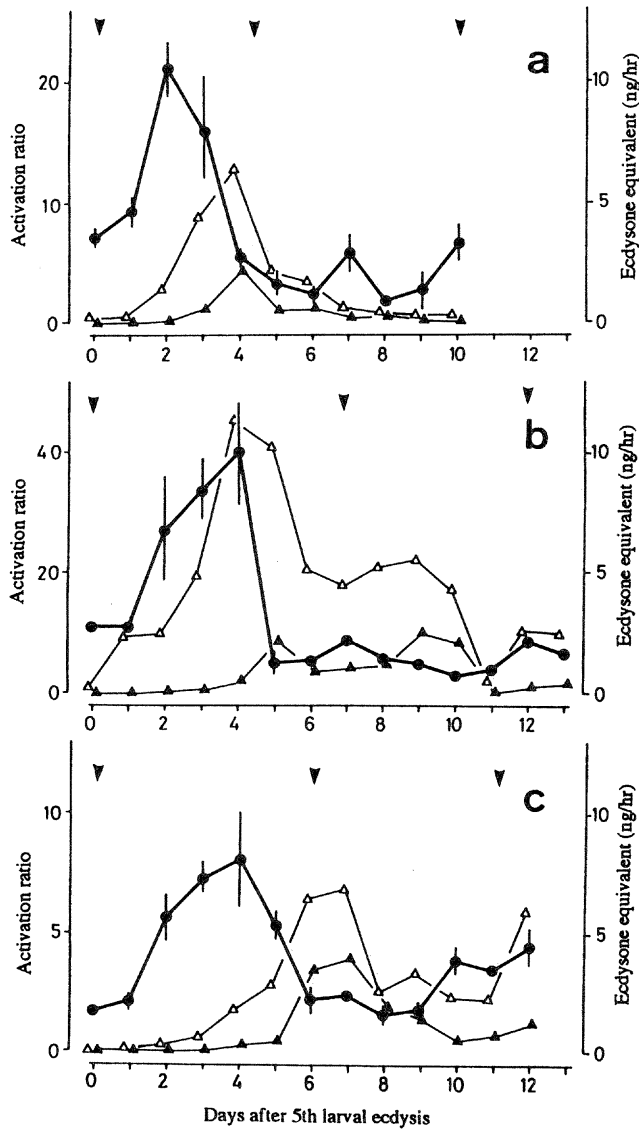 a
20
10
0
Activation ratio
10
5
0
Ecdysone equivalent (ng/hr)
0 2 4 6 8 10 12
b
40
20
0
Activation ratio
10
5
0
Ecdysone equivalent (ng/hr)
0 2 4 6 8 10 12
c
10
5
0
Activation ratio
10
5
0
Ecdysone equivalent (ng/hr)
0 2 4 6 8 10 12
Days after 5th larval ecdysis